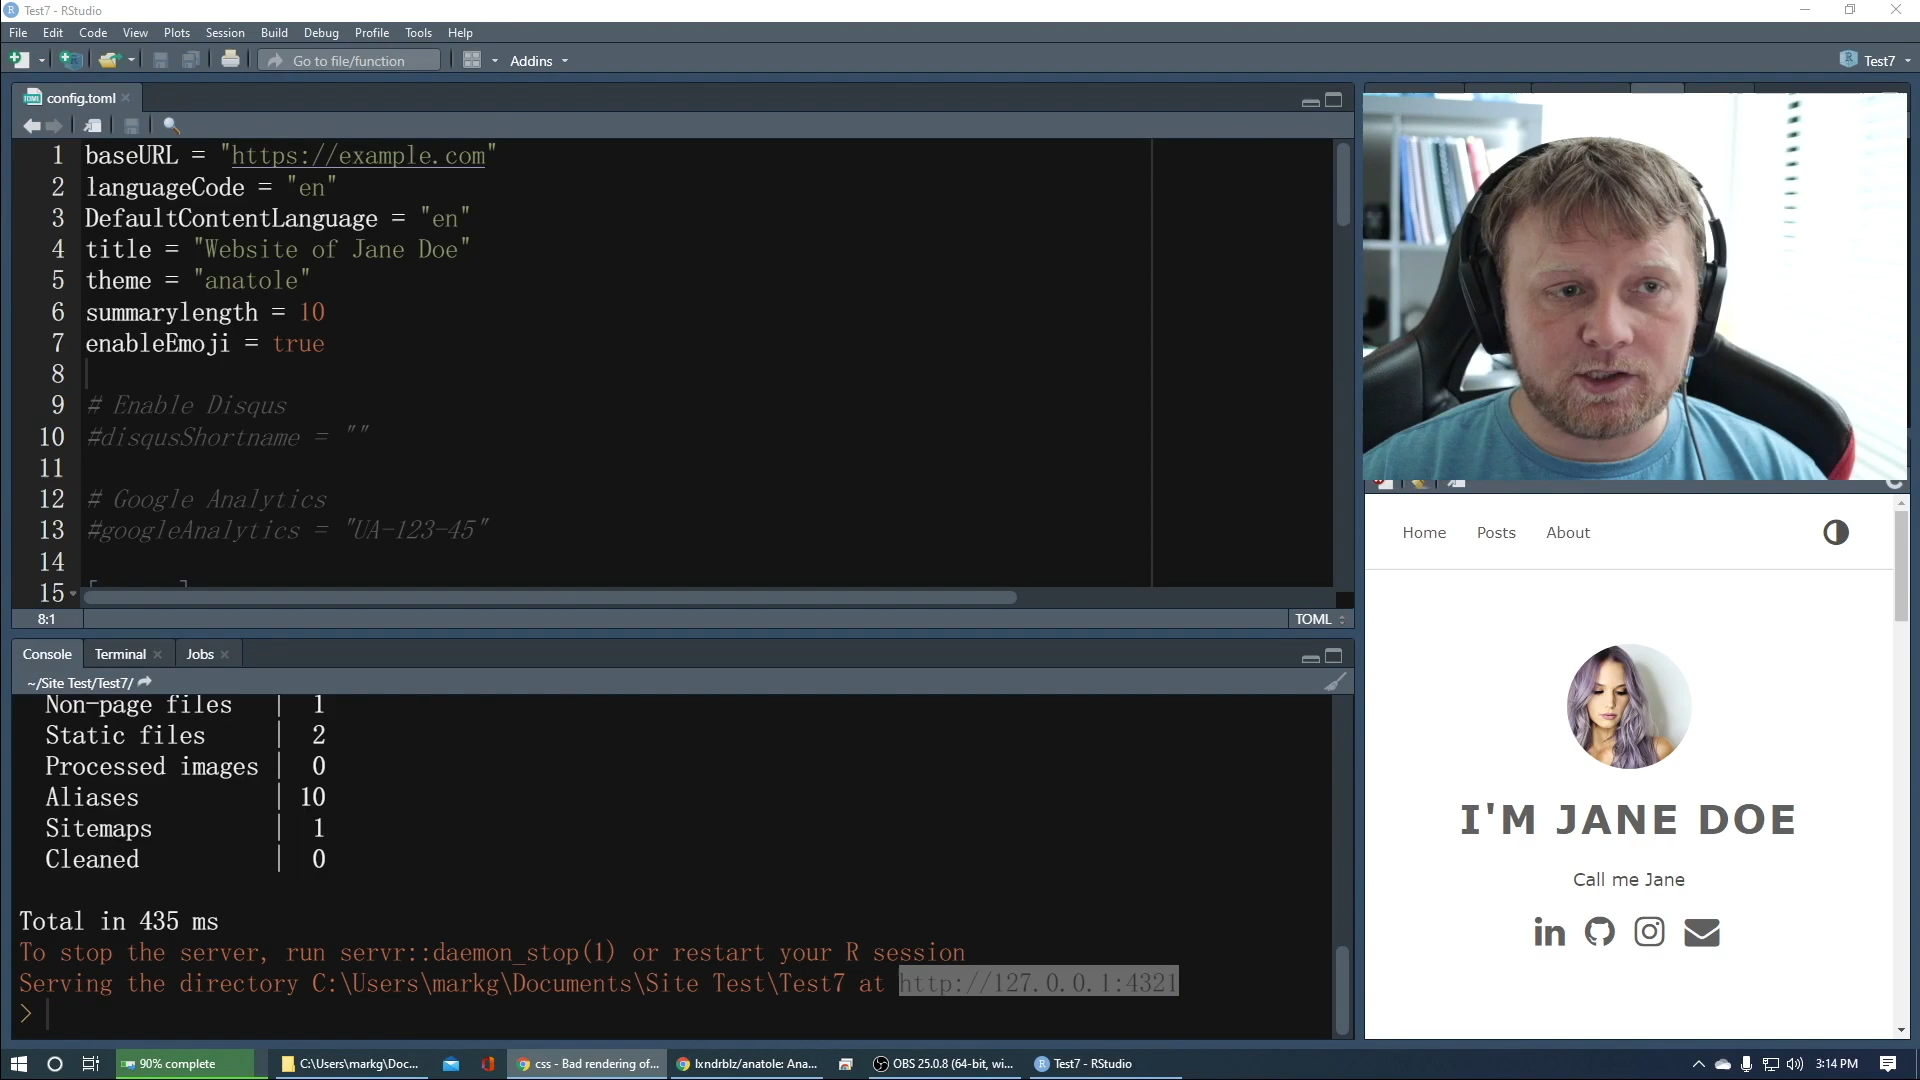 Test7 - RStudio
File Edit Code View Plots Session Build Debug Profile Tools Help
Go to file/function Addins Test7
config.toml
1 baseURL = "https://example.com"
2 languageCode = "en"
3 DefaultContentLanguage = "en"
4 title = "Website of Jane Doe"
5 theme = "anatole"
6 summarylength = 10
7 enableEmoji = true
8
9 # Enable Disqus
10 #disqusShortname = ""
11
12 # Google Analytics
13 #googleAnalytics = "UA-123-45"
14
15
8:1 TOML
Console Terminal Jobs
~/Site Test/Test7/
Non-page files | 1
Static files | 2
Processed images | 0
Aliases | 10
Sitemaps | 1
Cleaned | 0
Total in 435 ms
To stop the server, run servr::daemon_stop(1) or restart your R session
Serving the directory C:\Users\markg\Documents\Site Test\Test7 at http://127.0.0.1:4321
>
Home Posts About
I'M JANE DOE
Call me Jane
90% complete C:\Users\markg\Doc... css - Bad rendering of... lxndrblz/anatole: Ana... OBS 25.0.8 (64-bit, wi... Test7 - RStudio 3:14 PM